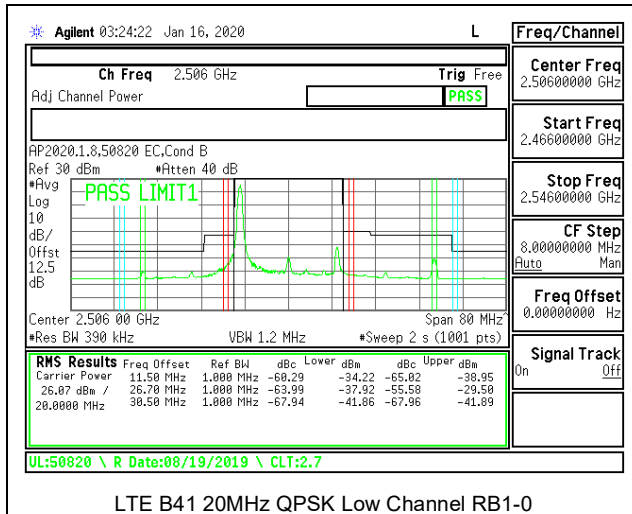 Agilent 03:24:22 Jan 16, 2020 L
Ch Freq 2.506 GHz Trig Free
Adj Channel Power PASS
AP2020.1.8,50820 EC,Cond B
Ref 30 dBm #Atten 40 dB
#Avg
Log
10
dB/
Offst
12.5
dB
PASS LIMIT1
Center 2.506 00 GHz Span 80 MHz
#Res BW 390 kHz VBW 1.2 MHz #Sweep 2 s (1001 pts)
RMS Results Freq Offset Ref BW dBc Lower dBm dBc Upper dBm
Carrier Power 11.50 MHz 1.000 MHz -60.29 -34.22 -65.02 -38.95
26.07 dBm / 26.70 MHz 1.000 MHz -63.99 -37.92 -55.58 -29.50
20.0000 MHz 30.50 MHz 1.000 MHz -67.94 -41.86 -67.96 -41.89
UL:50820 \ R Date:08/19/2019 \ CLT:2.7
Freq/Channel
Center Freq
2.50600000 GHz
Start Freq
2.46600000 GHz
Stop Freq
2.54600000 GHz
CF Step
8.00000000 MHz
Auto Man
Freq Offset
0.00000000 Hz
Signal Track
On Off
LTE B41 20MHz QPSK Low Channel RB1-0